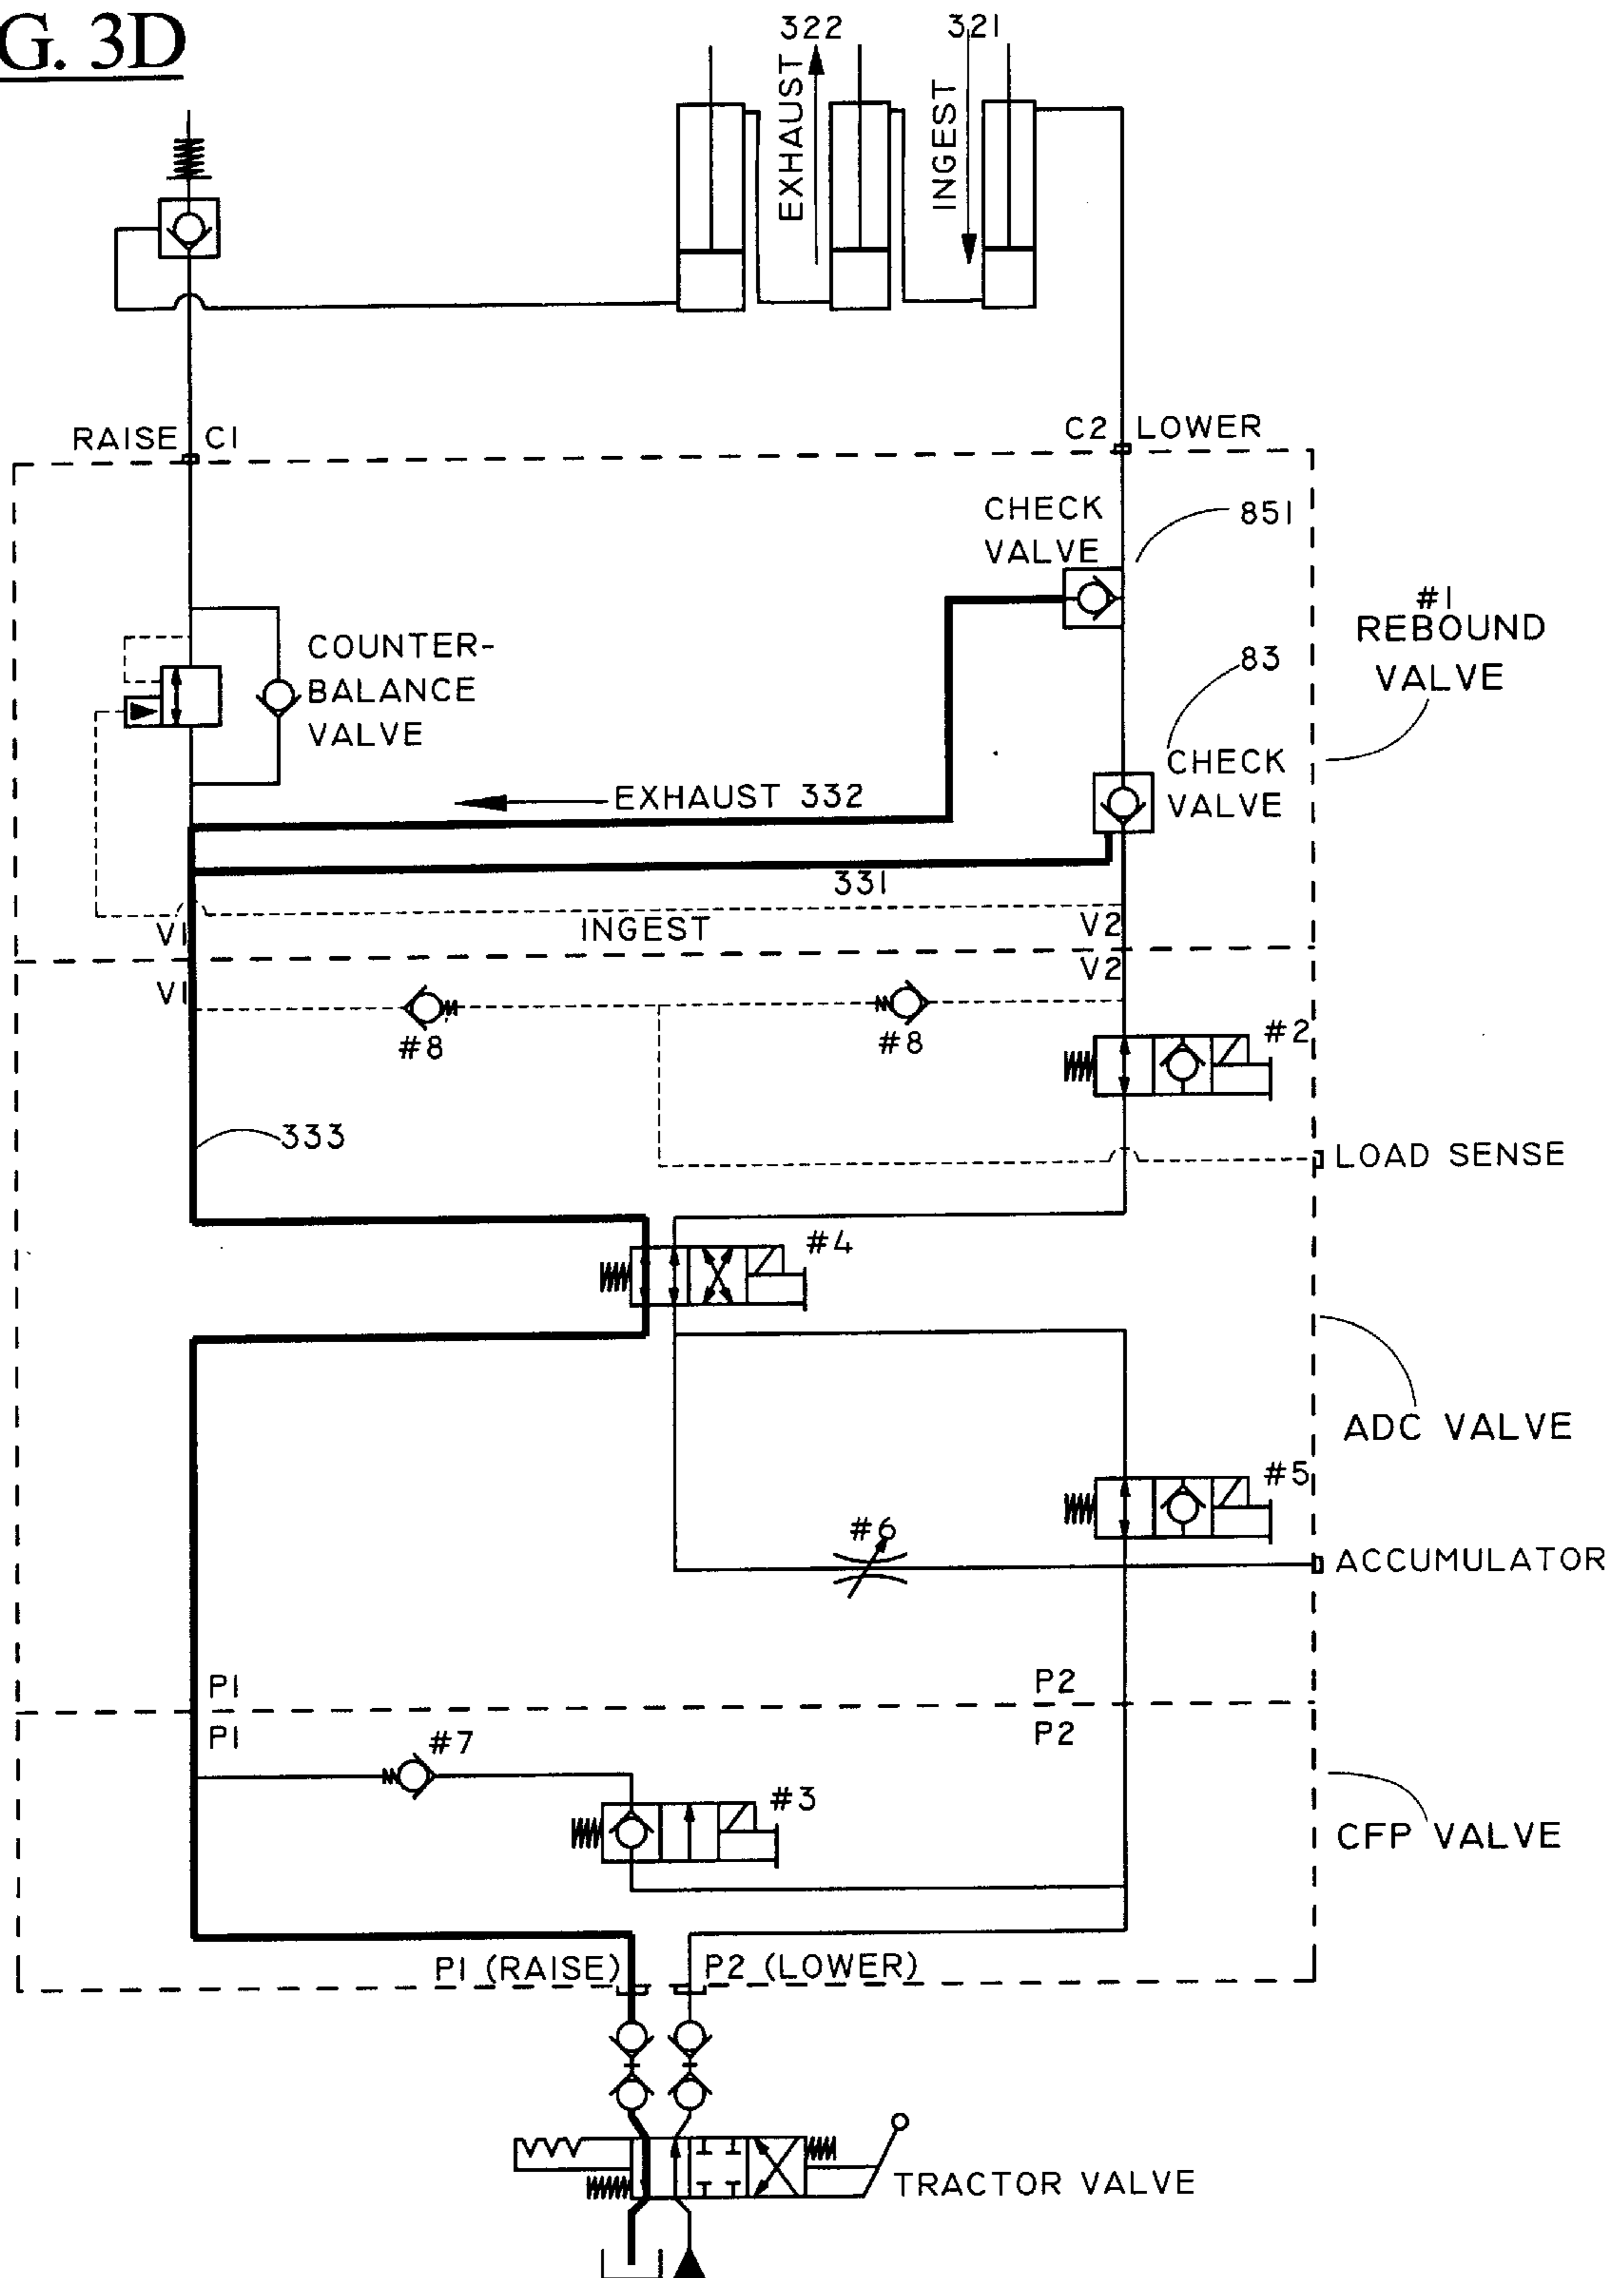 G. 3D
322
321
EXHAUST
INGEST
RAISE C1
C2 LOWER
CHECK
VALVE
851
#1
REBOUND
VALVE
COUNTER-
BALANCE
VALVE
83
CHECK
VALVE
EXHAUST 332
331
INGEST
V1
V2
V1
V2
#8
#8
#2
333
LOAD SENSE
#4
ADC VALVE
#5
#6
ACCUMULATOR
P1
P2
P1
P2
#7
#3
CFP VALVE
P1 (RAISE)
P2 (LOWER)
TRACTOR VALVE